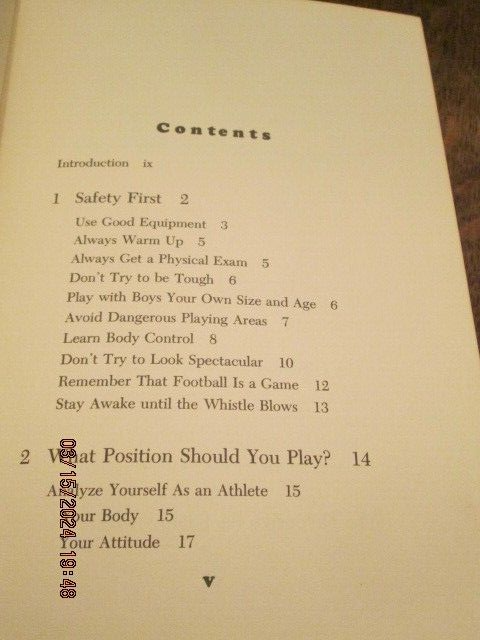 Contents
Introduction ix
1 Safety First 2
Use Good Equipment 3
Always Warm Up 5
Always Get a Physical Exam 5
Don't Try to be Tough 6
Play with Boys Your Own Size and Age 6
Avoid Dangerous Playing Areas 7
Learn Body Control 8
Don't Try to Look Spectacular 10
Remember That Football Is a Game 12
Stay Awake until the Whistle Blows 13
2 What Position Should You Play? 14
Analyze Yourself As an Athlete 15
Your Body 15
Your Attitude 17
v
03/15/2024 19:48